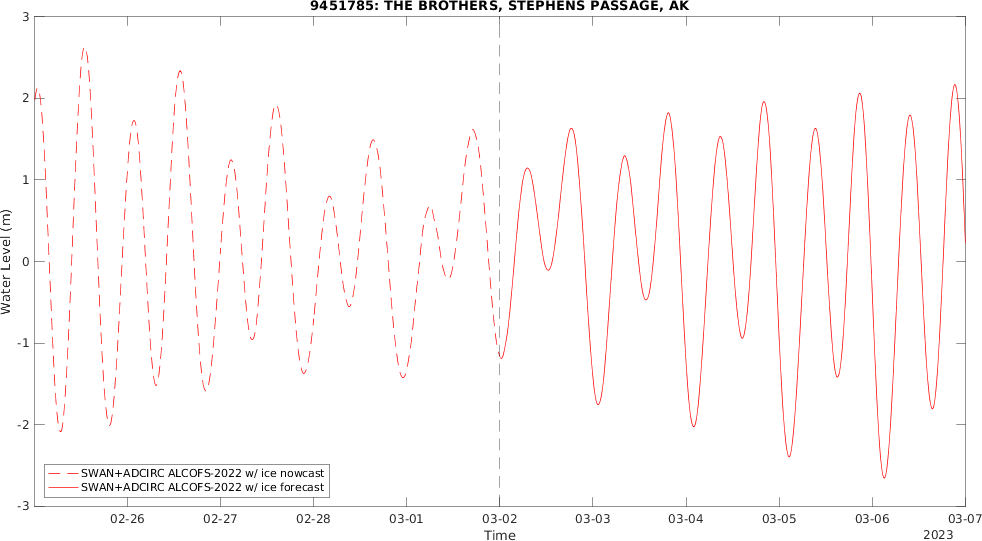 9451785: THE BROTHERS, STEPHENS PASSAGE, AK
3
2
1
0
-1
-2
-3
Water Level (m)
SWAN+ADCIRC ALCOFS-2022 w/ ice nowcast
SWAN+ADCIRC ALCOFS-2022 w/ ice forecast
02-26 02-27 02-28 03-01 03-02 03-03 03-04 03-05 03-06 03-07
Time
2023